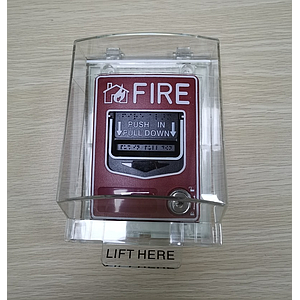 FIRE
PUSH IN
PULL DOWN
LIFT HERE